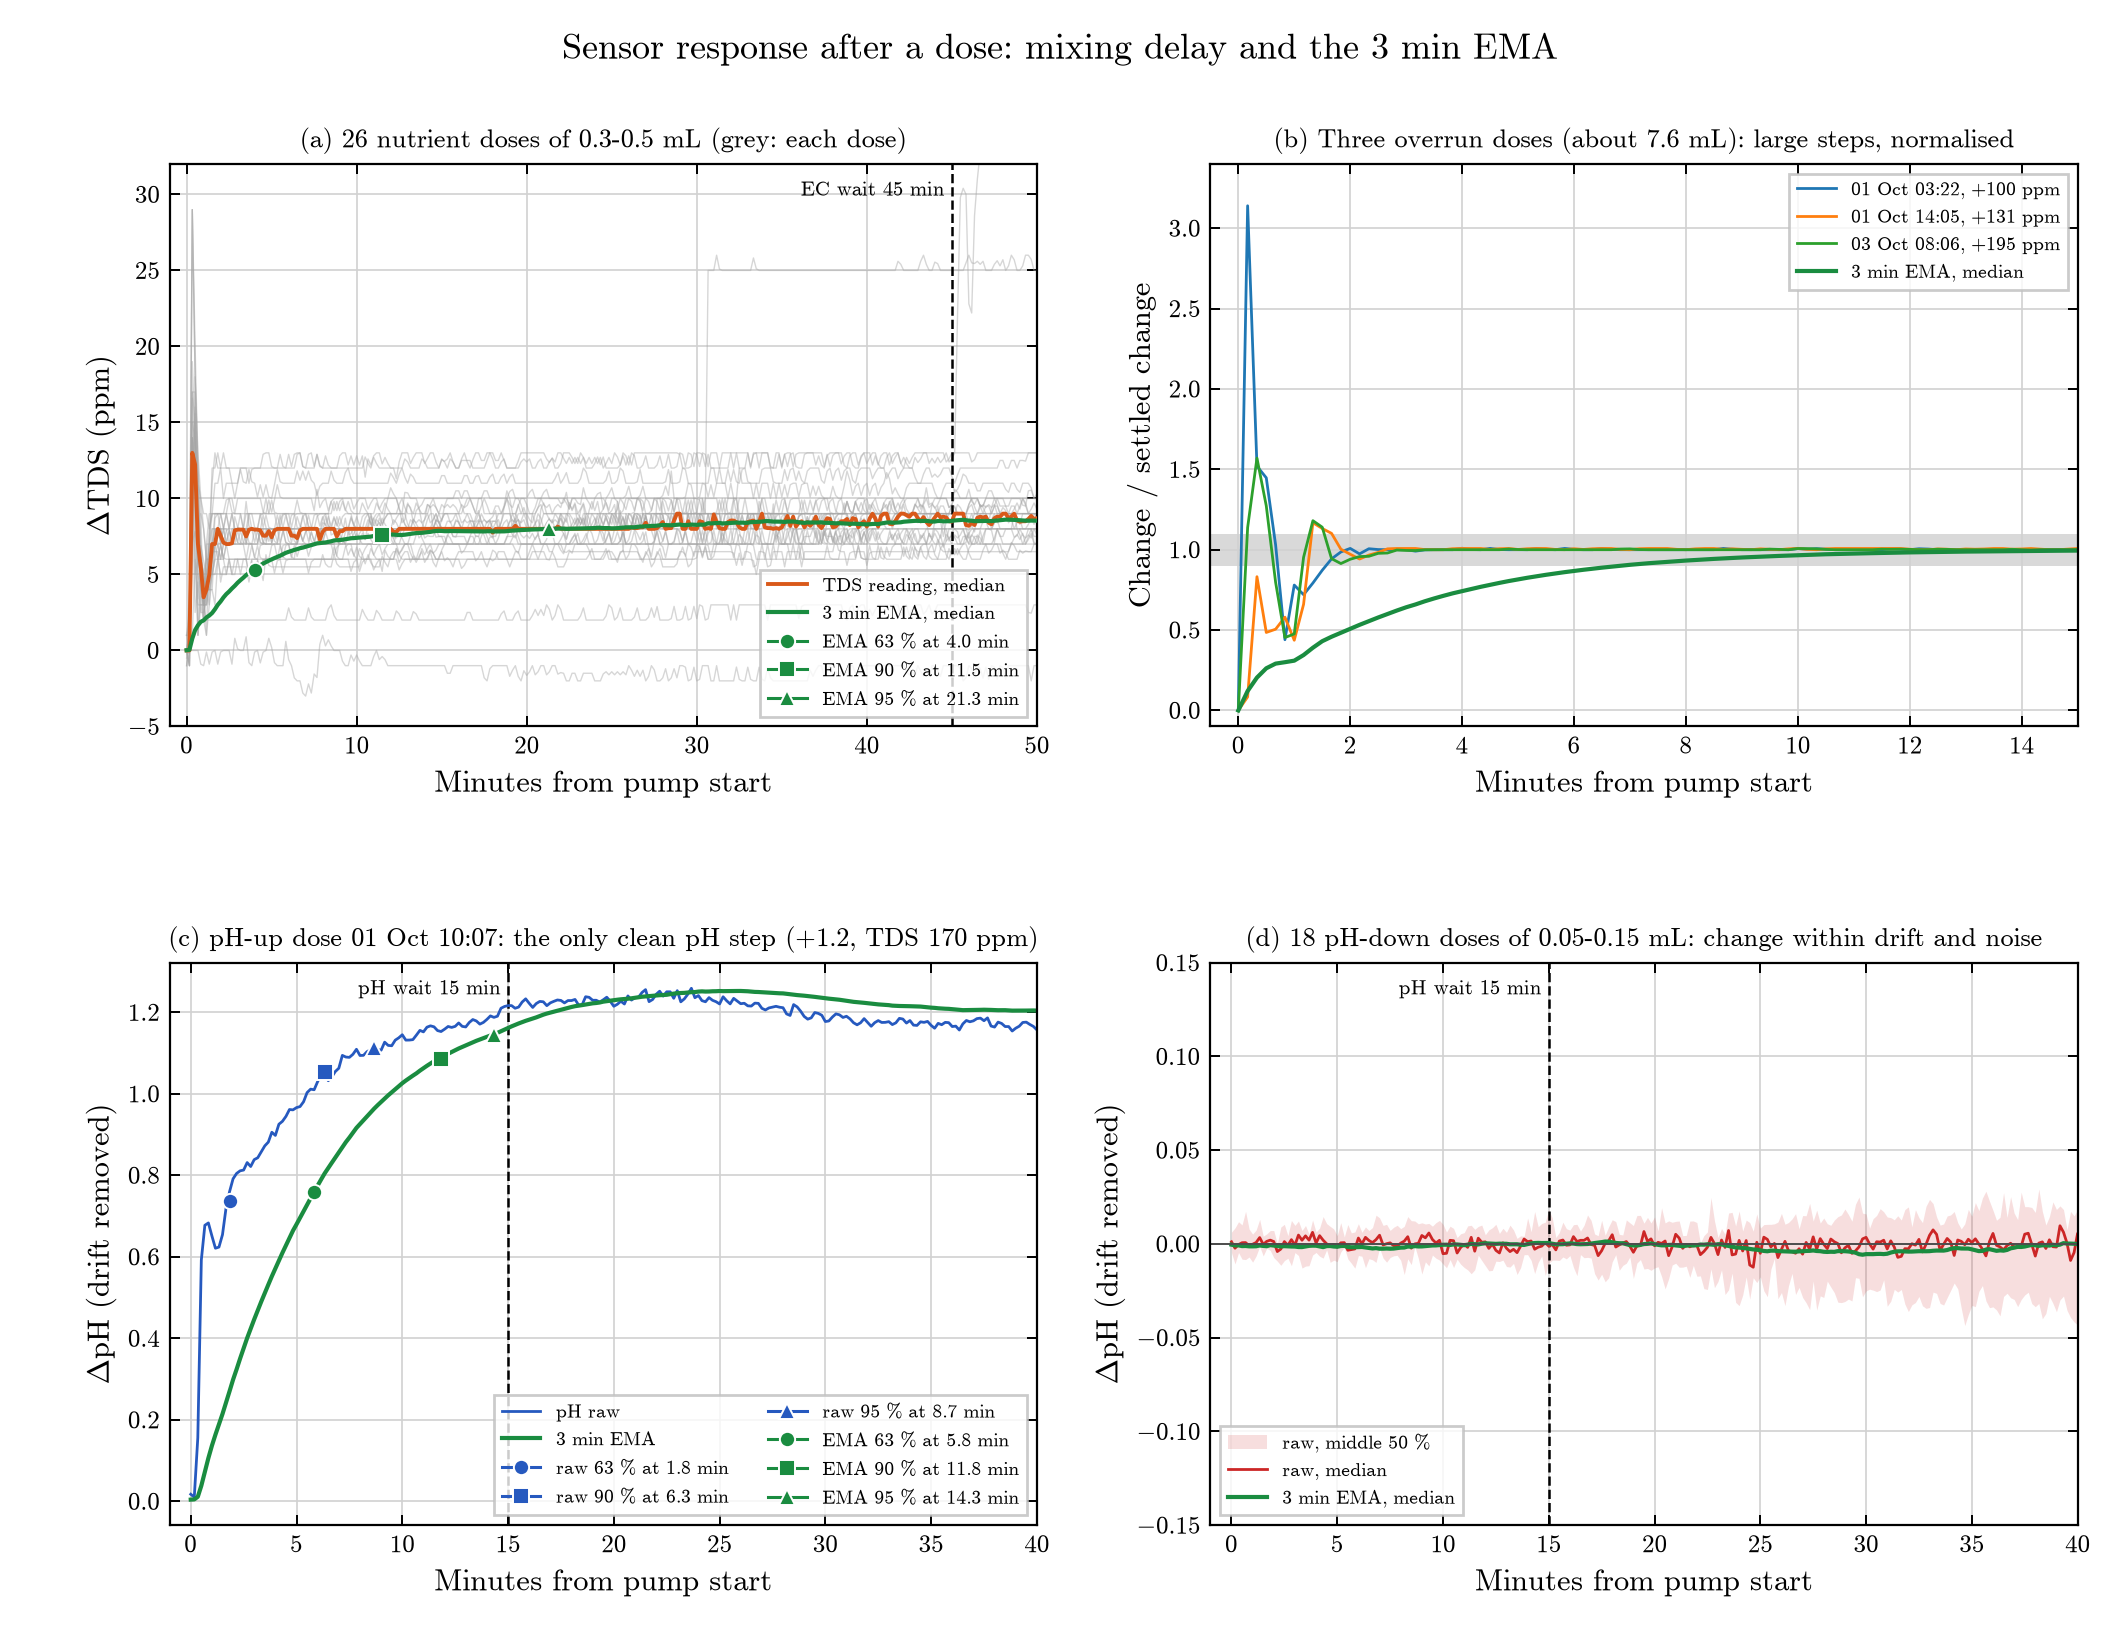 Sensor response after a dose: mixing delay and the 3 min EMA
(a) 26 nutrient doses of 0.3-0.5 mL (grey: each dose)
EC wait 45 min
ΔTDS (ppm)
30
25
20
15
10
5
0
−5
TDS reading, median
3 min EMA, median
EMA 63 % at 4.0 min
EMA 90 % at 11.5 min
EMA 95 % at 21.3 min
0 10 20 30 40 50
Minutes from pump start
(b) Three overrun doses (about 7.6 mL): large steps, normalised
Change / settled change
3.0
2.5
2.0
1.5
1.0
0.5
0.0
01 Oct 03:22, +100 ppm
01 Oct 14:05, +131 ppm
03 Oct 08:06, +195 ppm
3 min EMA, median
0 2 4 6 8 10 12 14
Minutes from pump start
(c) pH-up dose 01 Oct 10:07: the only clean pH step (+1.2, TDS 170 ppm)
pH wait 15 min
ΔpH (drift removed)
1.2
1.0
0.8
0.6
0.4
0.2
0.0
pH raw
3 min EMA
raw 63 % at 1.8 min
raw 90 % at 6.3 min
raw 95 % at 8.7 min
EMA 63 % at 5.8 min
EMA 90 % at 11.8 min
EMA 95 % at 14.3 min
0 5 10 15 20 25 30 35 40
Minutes from pump start
(d) 18 pH-down doses of 0.05-0.15 mL: change within drift and noise
pH wait 15 min
ΔpH (drift removed)
0.15
0.10
0.05
0.00
−0.05
−0.10
−0.15
raw, middle 50 %
raw, median
3 min EMA, median
0 5 10 15 20 25 30 35 40
Minutes from pump start